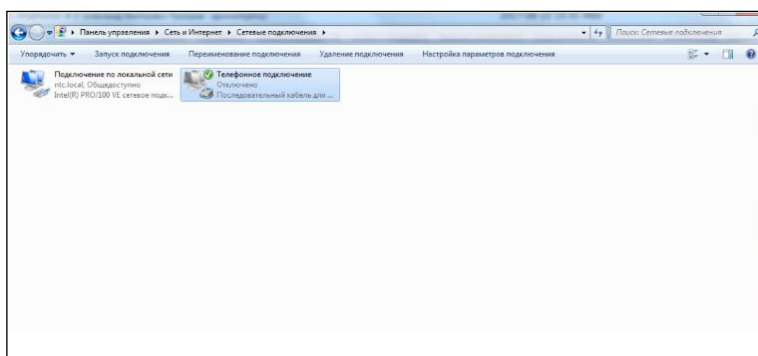 Панель управления ▸ Сеть и Интернет ▸ Сетевые подключения ▸
Поиск: Сетевые подключения
Упорядочить ▾ Запуск подключения Переименование подключения Удаление подключения Настройка параметров подключения
Подключение по локальной сети
ntc.local, Общедоступно
Intel(R) PRO/100 VE сетевое подк...
Телефонное подключение
Отключено
Последовательный кабель для ...